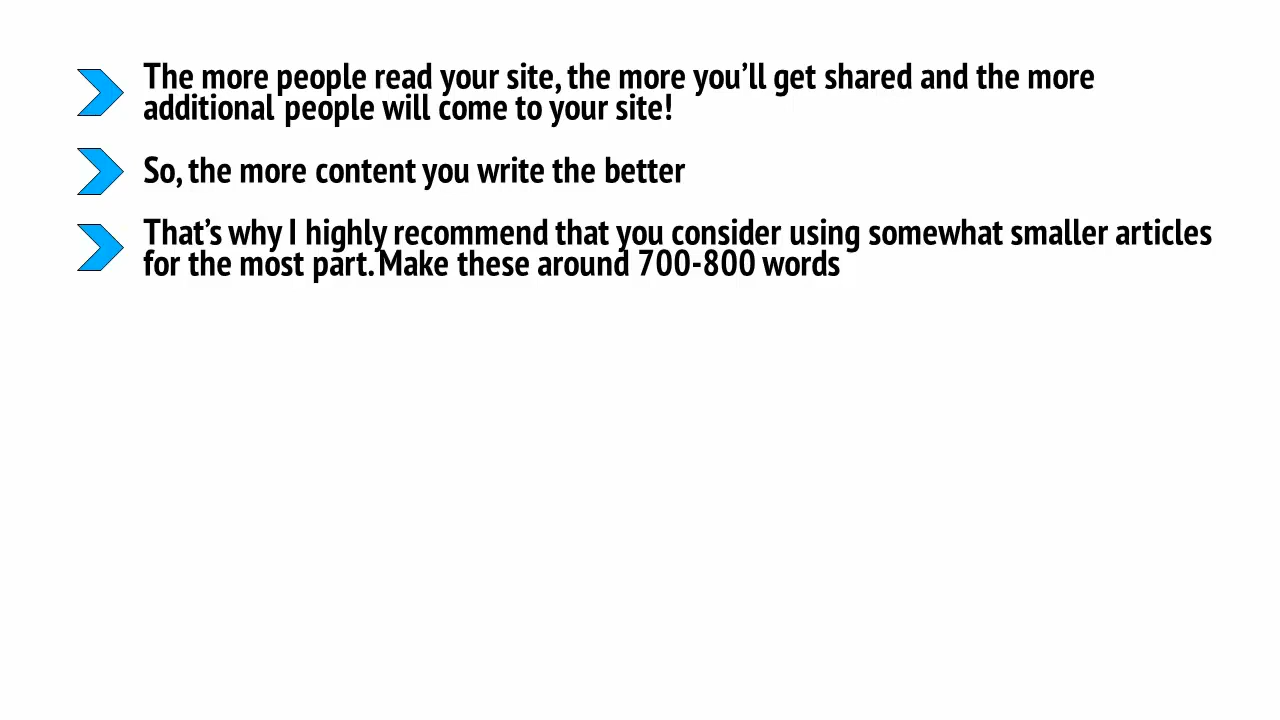 The more people read your site, the more you’ll get shared and the more
additional people will come to your site!
So, the more content you write the better
That’s why I highly recommend that you consider using somewhat smaller articles
for the most part. Make these around 700-800 words